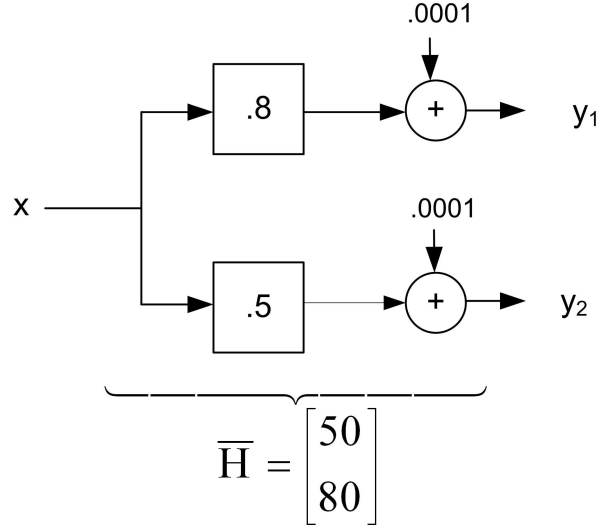 .0001
.8
+
y₁
x
.0001
.5
+
y₂
H̅ = [50
80]